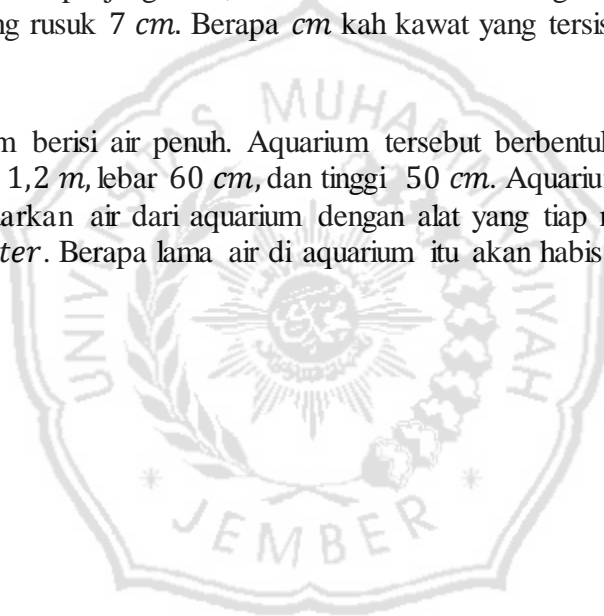 ng rusuk 7 cm. Berapa cm kah kawat yang tersis
m berisi air penuh. Aquarium tersebut berbentuk
1,2 m, lebar 60 cm, dan tinggi 50 cm. Aquariu
arkan air dari aquarium dengan alat yang tiap
ter. Berapa lama air di aquarium itu akan habis
UNIVERSITAS MUHAMMADIYAH
JEMBER